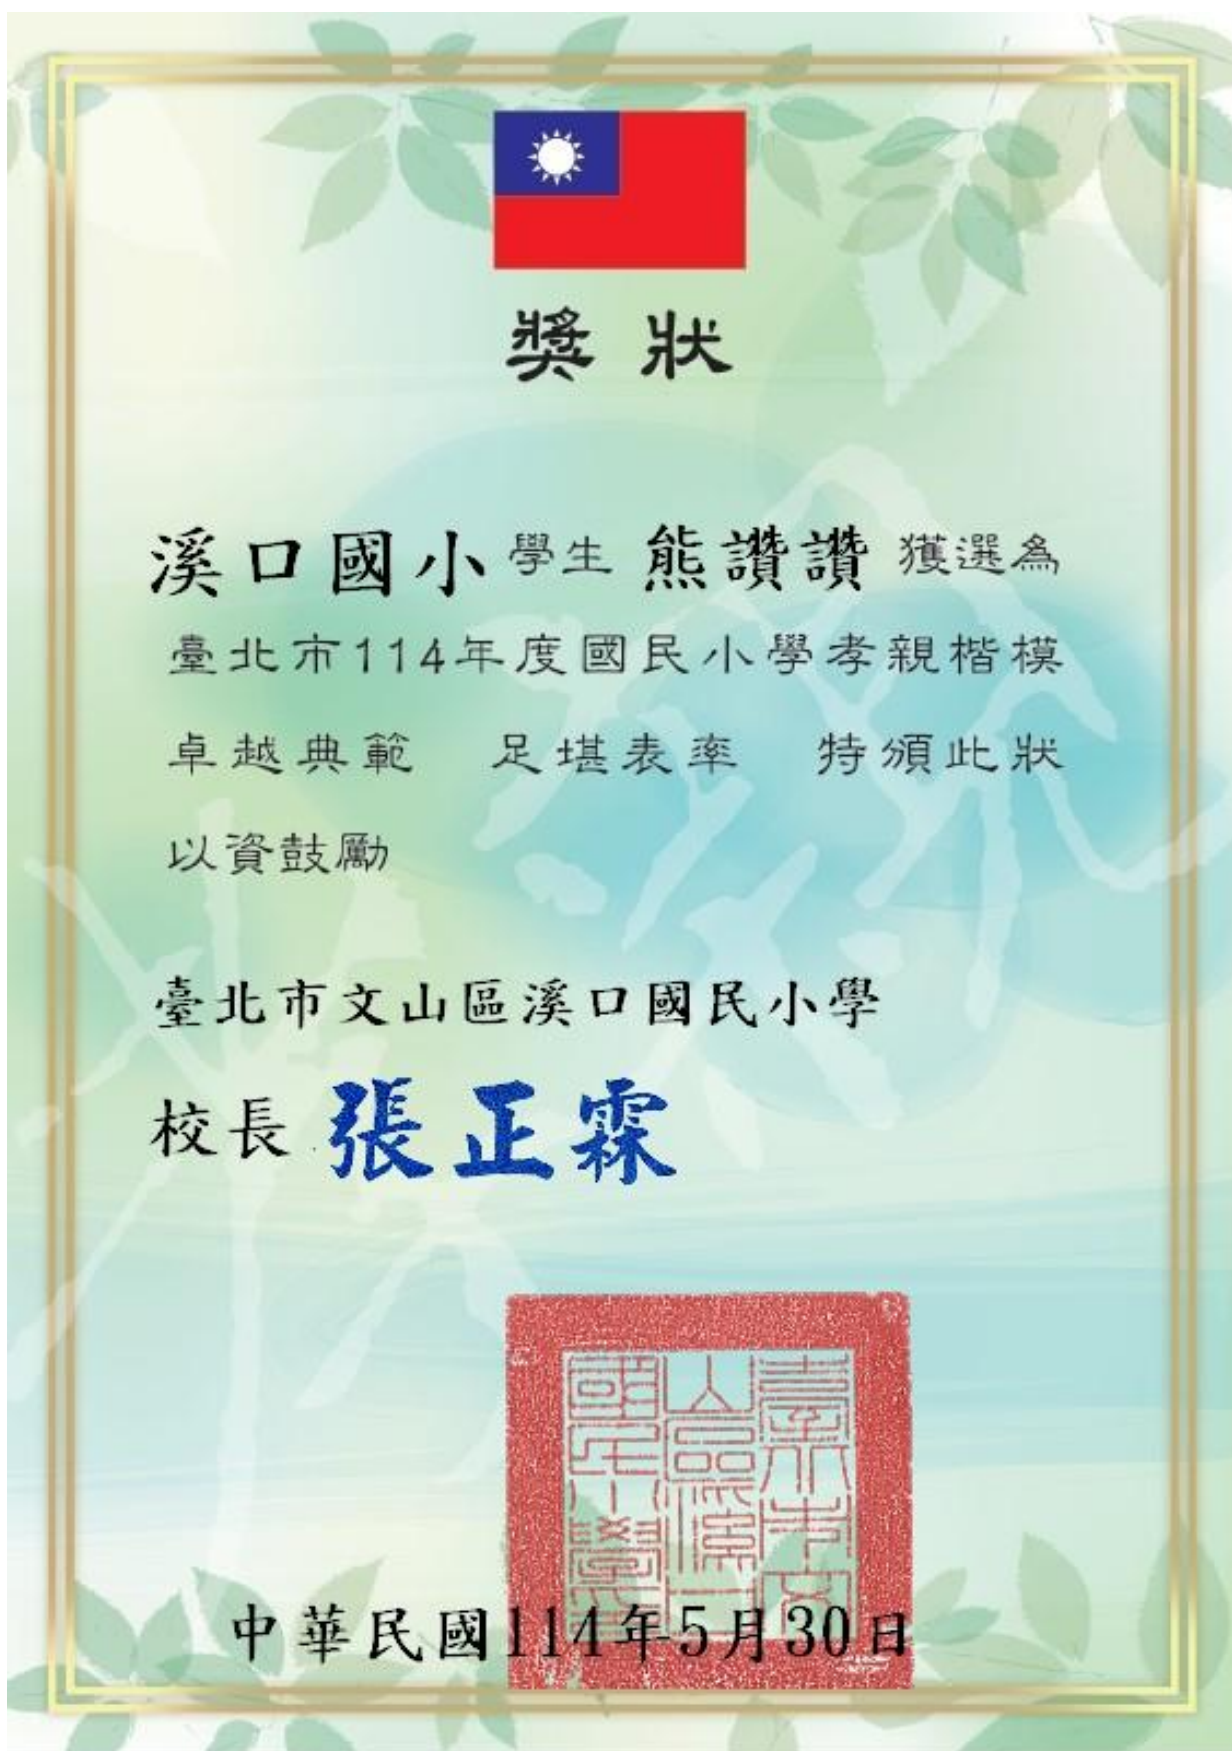 獎狀
溪口國小學生 熊讚讚 獲選為
臺北市114年度國民小學孝親楷模
卓越典範 足堪表率 特頒此狀
以資鼓勵
臺北市文山區溪口國民小學
校長 張正霖
中華民國114年5月30日